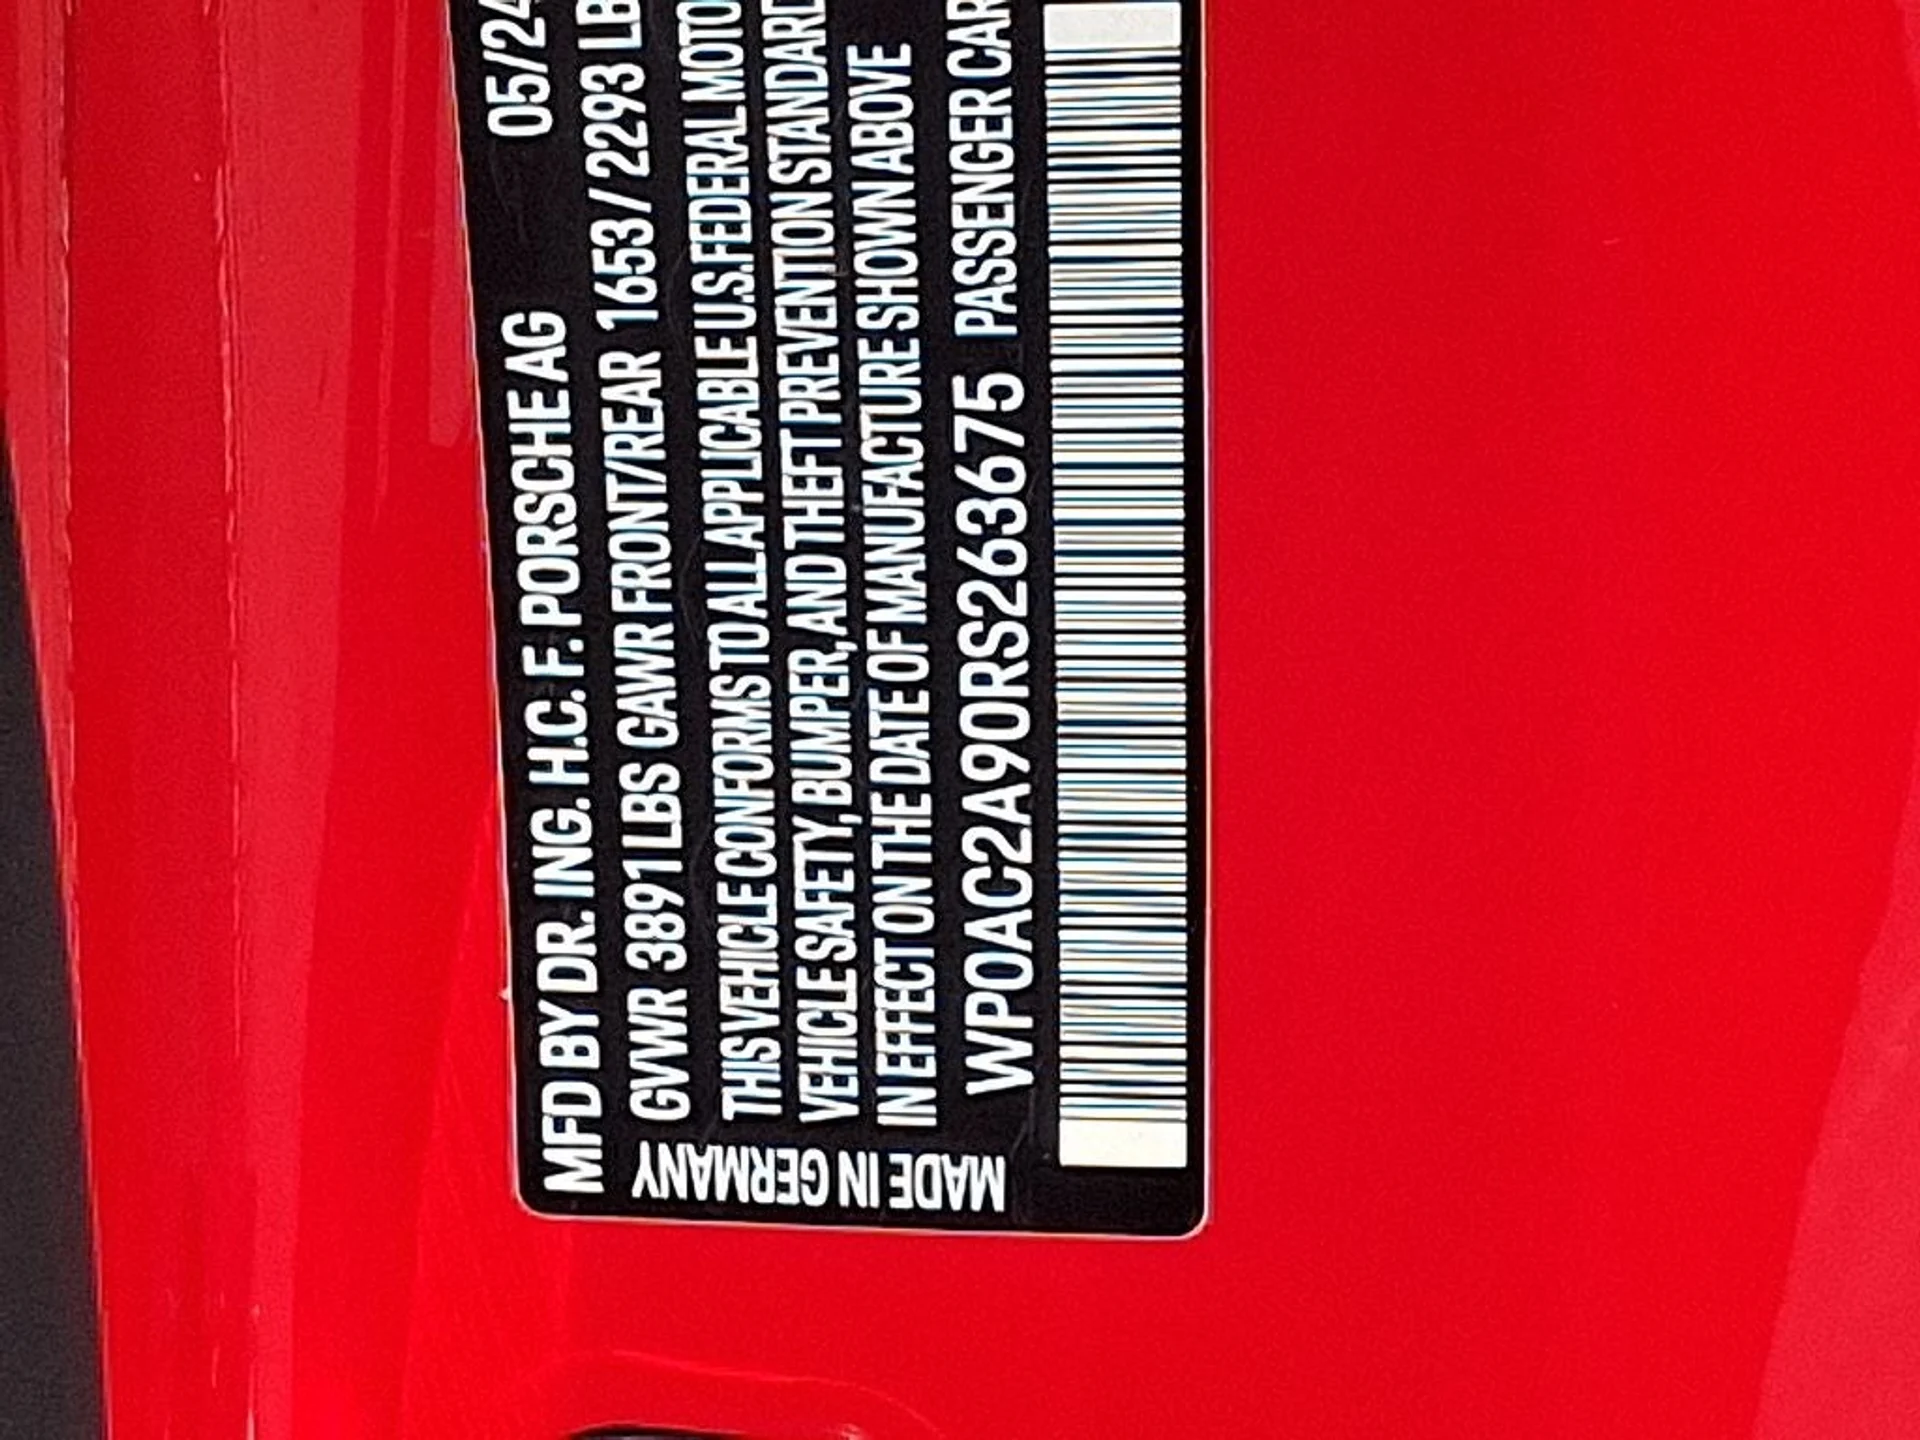 MFD BY DR. ING. H.C. F. PORSCHE AG 05/24
GVWR 3891 LBS GAWR FRONT/REAR 1653/2293 LB
THIS VEHICLE CONFORMS TO ALL APPLICABLE U.S. FEDERAL MOTO
VEHICLE SAFETY, BUMPER, AND THEFT PREVENTION STANDARD
IN EFFECT ON THE DATE OF MANUFACTURE SHOWN ABOVE
WP0AC2A90RS263675 PASSENGER CAR
MADE IN GERMANY